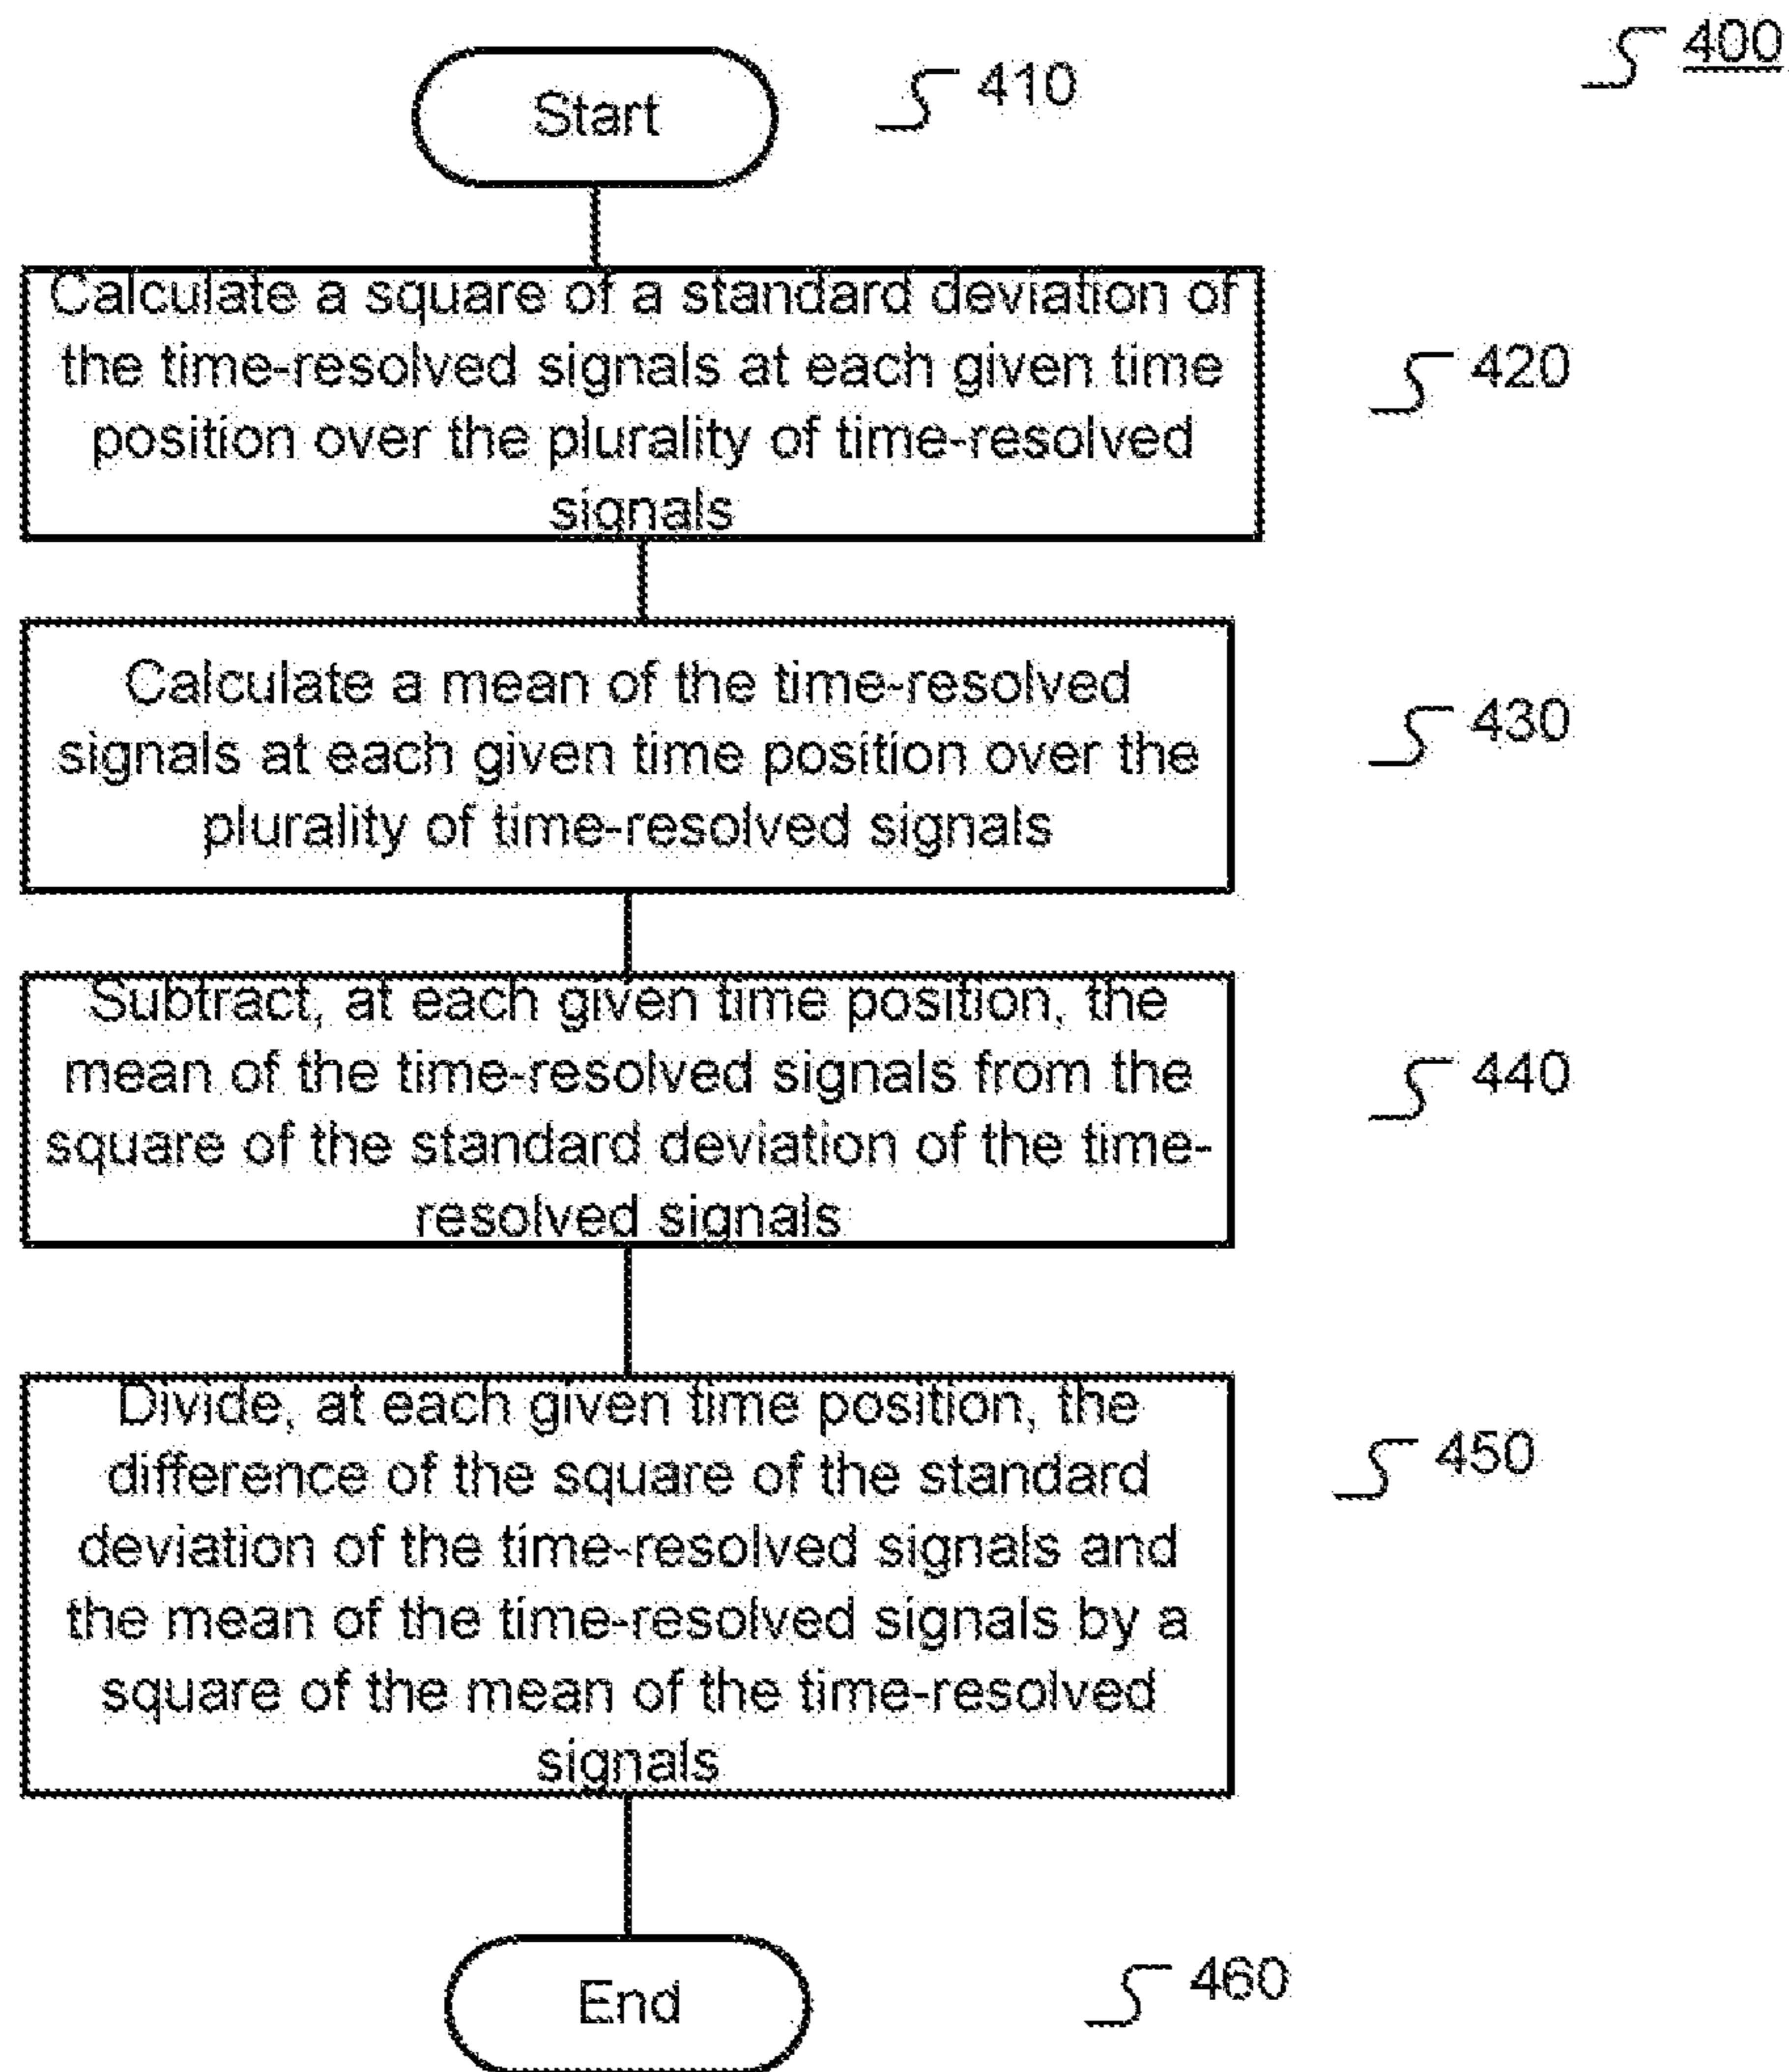 400
Start
410
Calculate a square of a standard deviation of
the time-resolved signals at each given time
position over the plurality of time-resolved
signals
420
Calculate a mean of the time-resolved
signals at each given time position over the
plurality of time-resolved signals
430
Subtract, at each given time position, the
mean of the time-resolved signals from the
square of the standard deviation of the time-
resolved signals
440
Divide, at each given time position, the
difference of the square of the standard
deviation of the time-resolved signals and
the mean of the time-resolved signals by a
square of the mean of the time-resolved
signals
450
End
460